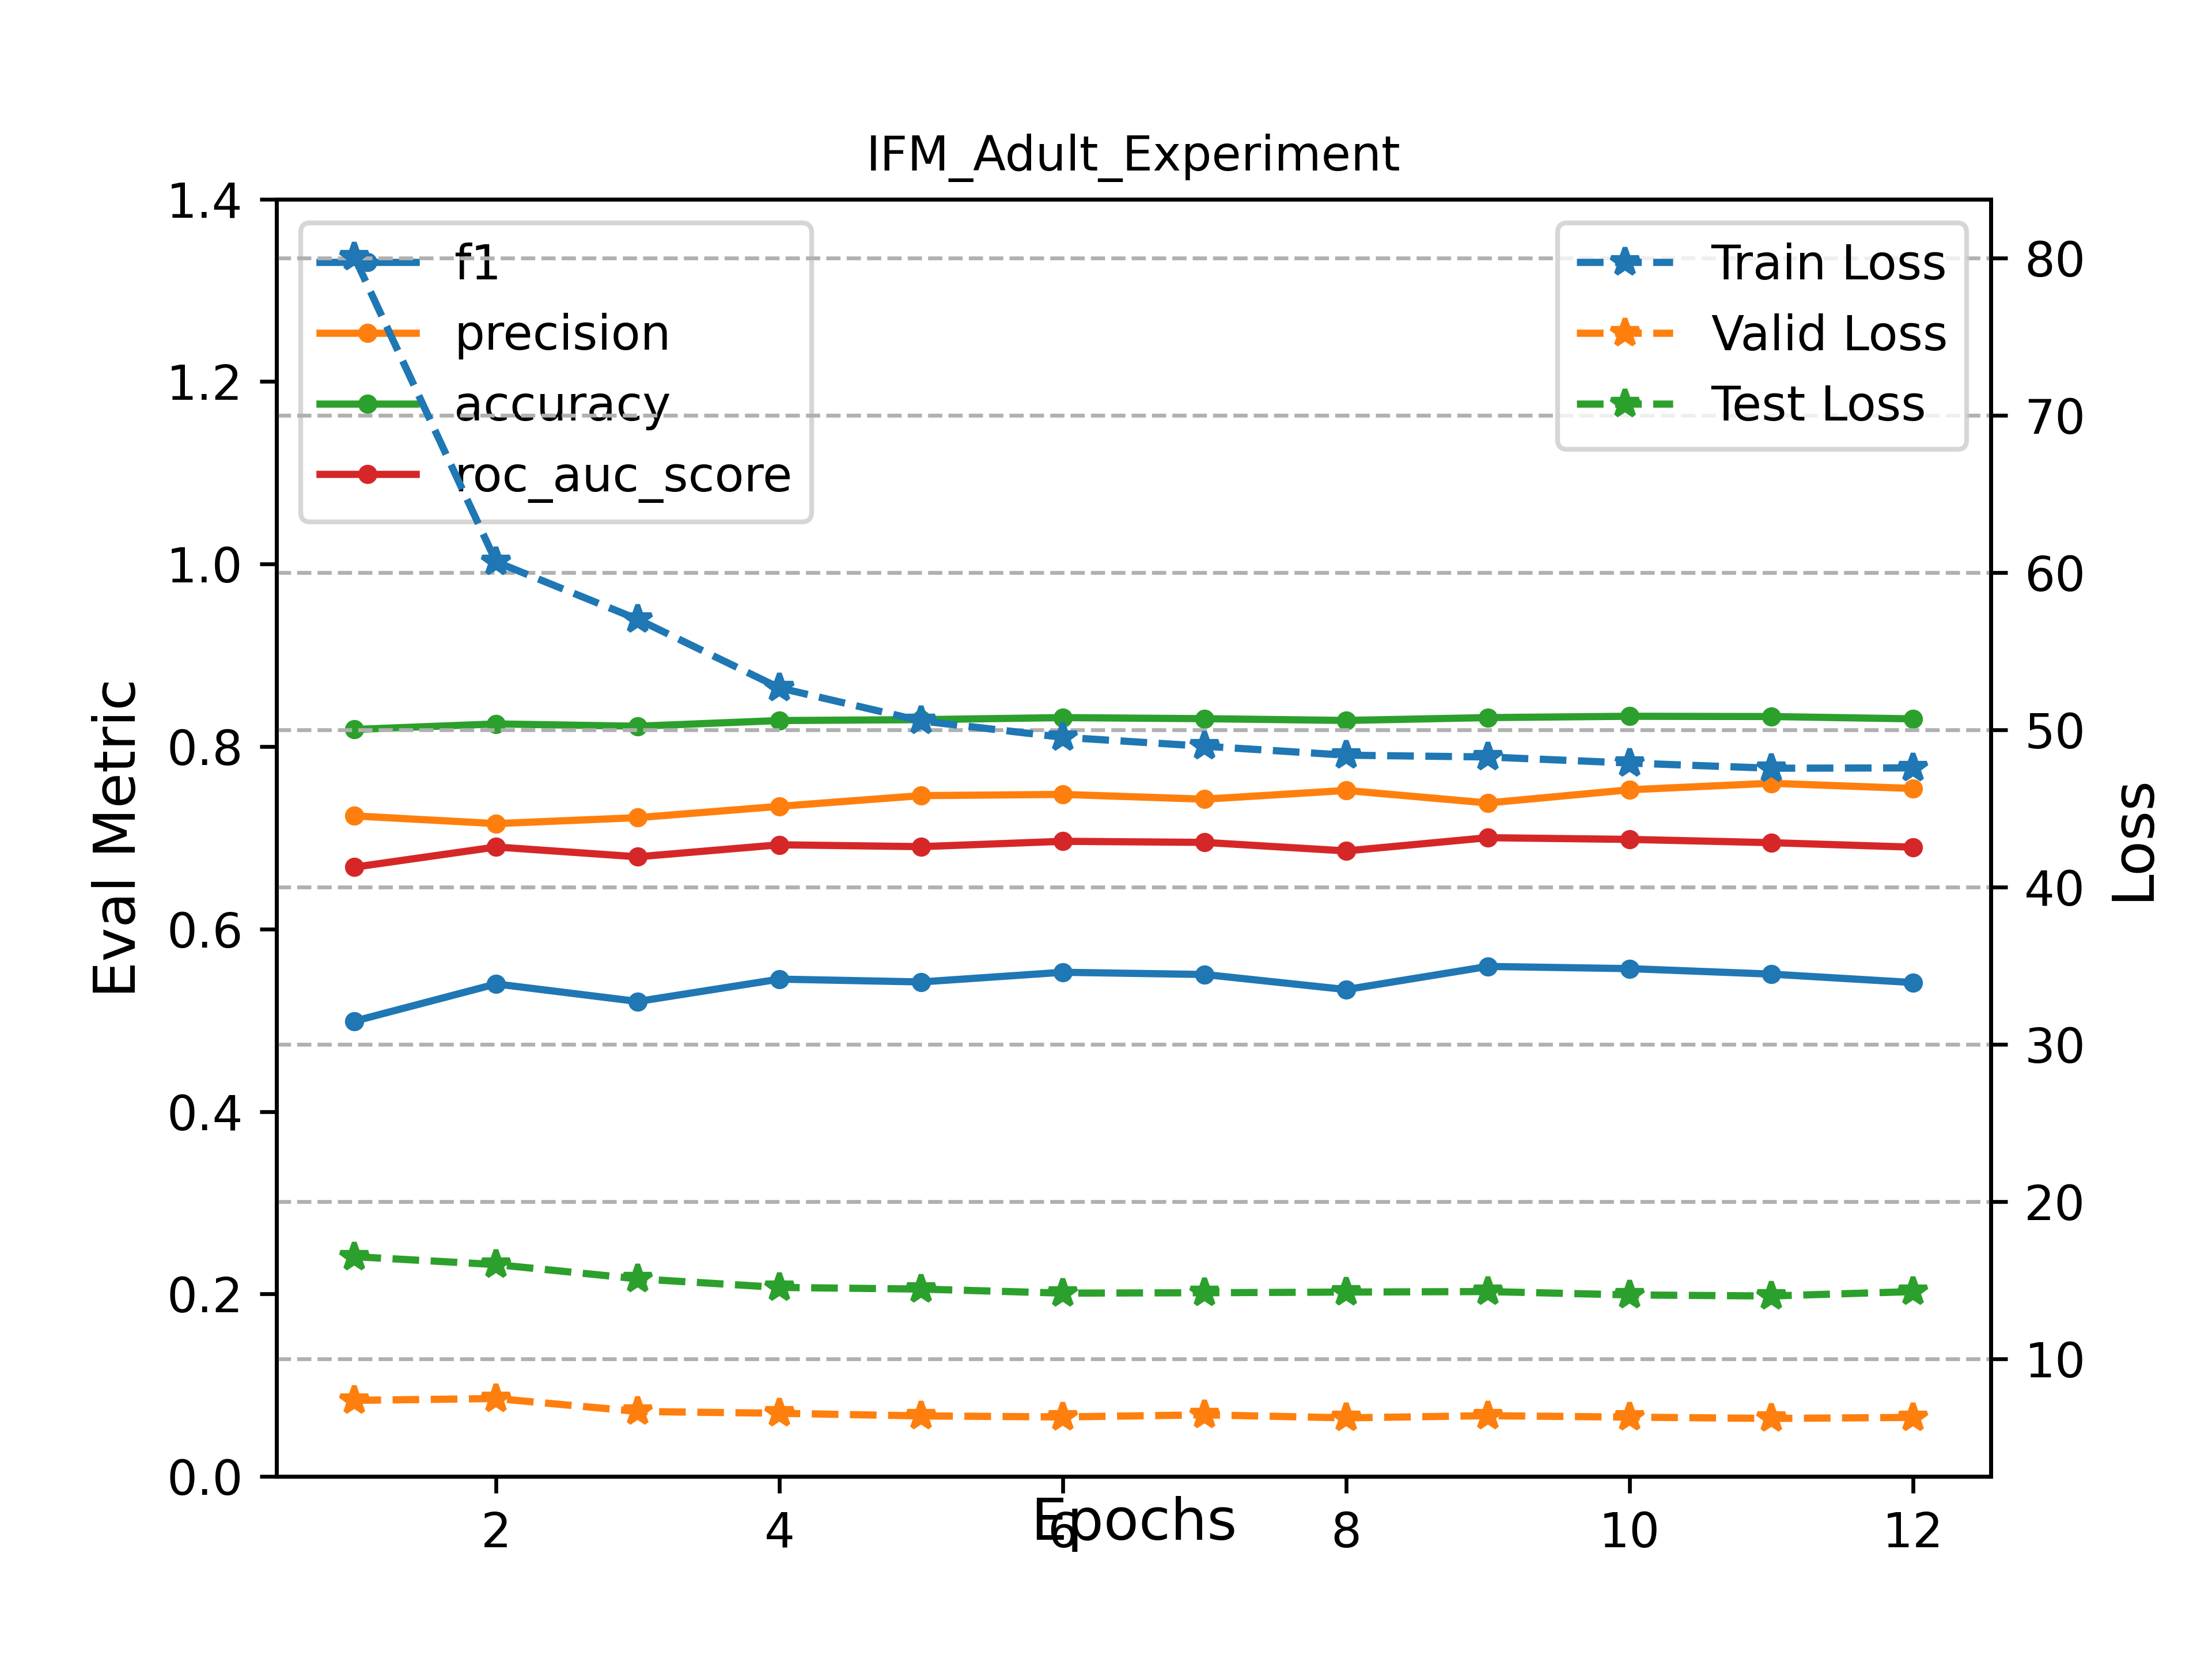 IFM_Adult_Experiment
1.4
1.2
1.0
0.8
0.6
0.4
0.2
0.0
Eval Metric
f1
precision
accuracy
roc_auc_score
Train Loss
Valid Loss
Test Loss
80
70
60
50
40
30
20
10
Loss
2
4
6
8
10
12
Epochs